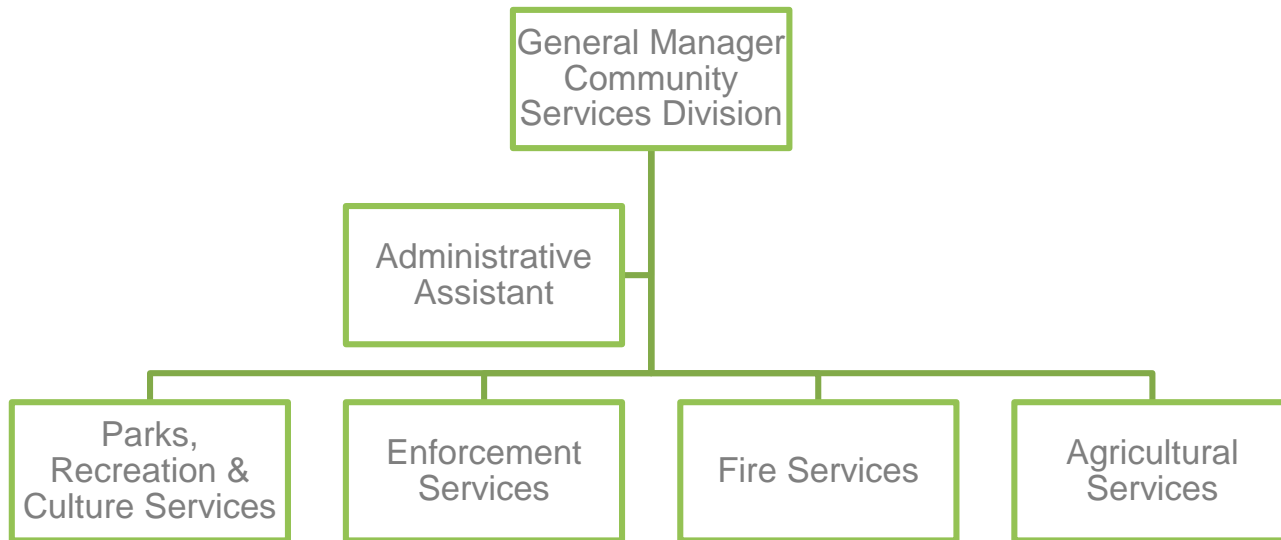 General Manager
Community
Services Division
Administrative
Assistant
Parks,
Recreation &
Culture Services
Enforcement
Services
Fire Services
Agricultural
Services